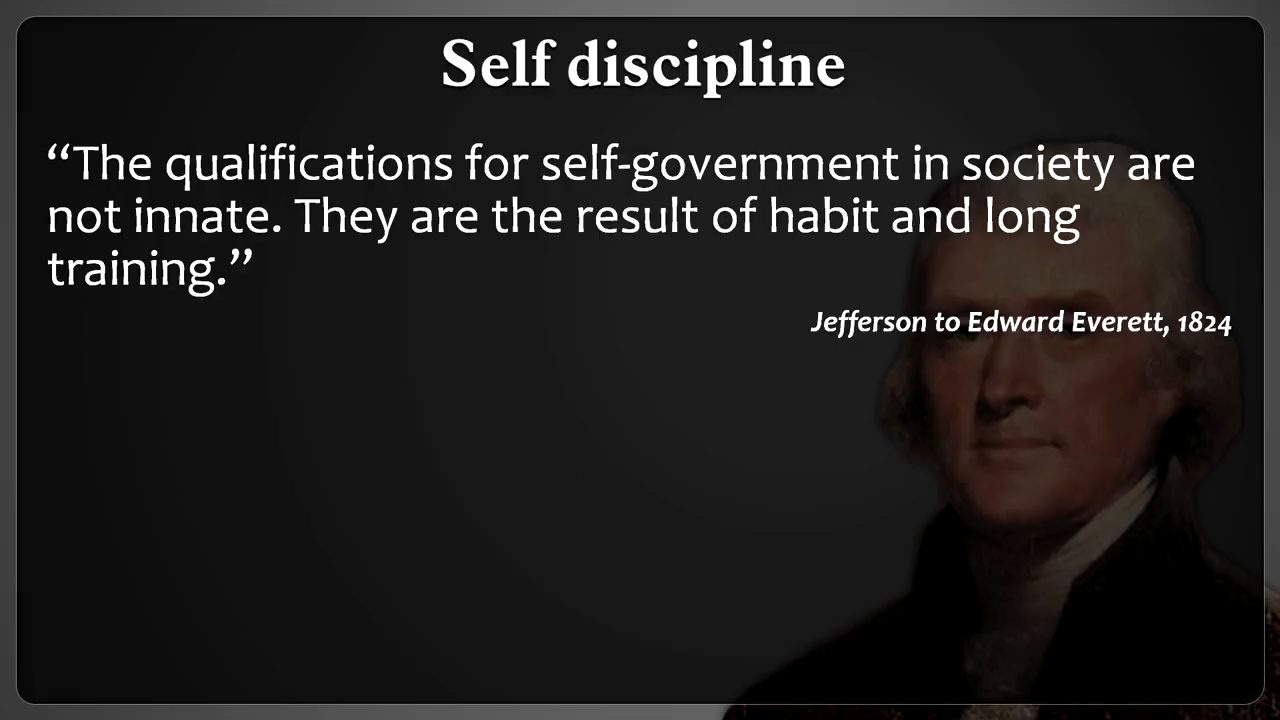 Self discipline
“The qualifications for self-government in society are
not innate. They are the result of habit and long
training.”
Jefferson to Edward Everett, 1824